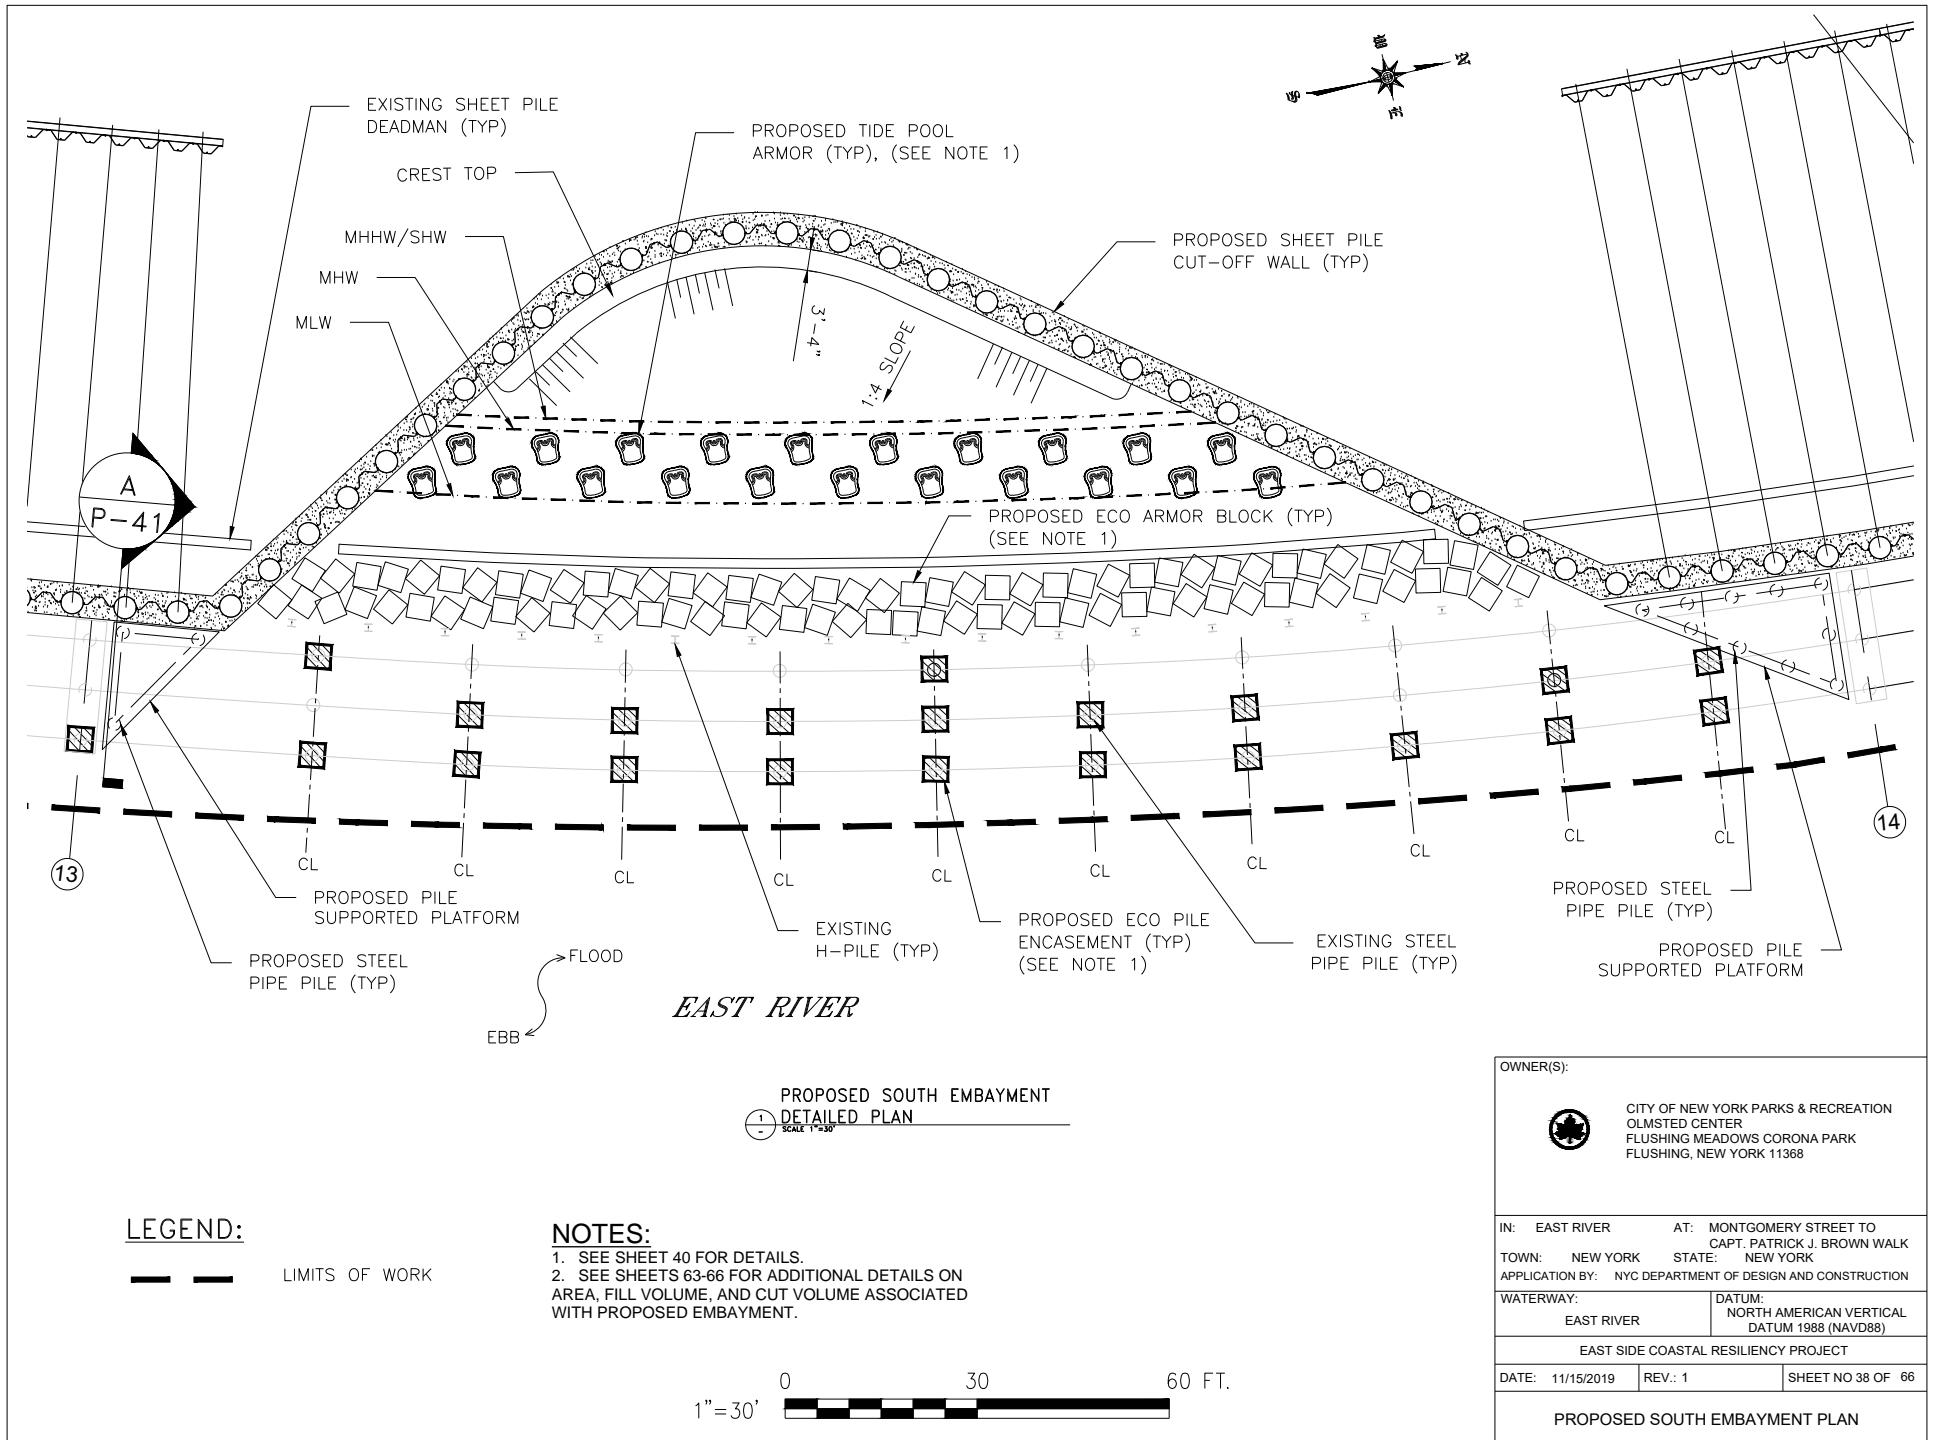 W
N
S
E
EXISTING SHEET PILE
DEADMAN (TYP)
PROPOSED TIDE POOL
ARMOR (TYP), (SEE NOTE 1)
CREST TOP
MHHW/SHW
PROPOSED SHEET PILE
CUT-OFF WALL (TYP)
MHW
MLW
3'-4"
1:4 SLOPE
A
P-41
PROPOSED ECO ARMOR BLOCK (TYP)
(SEE NOTE 1)
13
14
CL
CL
CL
CL
CL
CL
CL
CL
CL
CL
PROPOSED PILE
SUPPORTED PLATFORM
PROPOSED STEEL
PIPE PILE (TYP)
EXISTING
H-PILE (TYP)
PROPOSED ECO PILE
ENCASEMENT (TYP)
(SEE NOTE 1)
EXISTING STEEL
PIPE PILE (TYP)
PROPOSED STEEL
PIPE PILE (TYP)
PROPOSED PILE
SUPPORTED PLATFORM
FLOOD
EBB
EAST RIVER
1
-
PROPOSED SOUTH EMBAYMENT
DETAILED PLAN
SCALE 1"=30'
LEGEND:
LIMITS OF WORK
NOTES:
1. SEE SHEET 40 FOR DETAILS.
2. SEE SHEETS 63-66 FOR ADDITIONAL DETAILS ON
AREA, FILL VOLUME, AND CUT VOLUME ASSOCIATED
WITH PROPOSED EMBAYMENT.
0 30 60 FT.
1"=30'
OWNER(S):
CITY OF NEW YORK PARKS & RECREATION
OLMSTED CENTER
FLUSHING MEADOWS CORONA PARK
FLUSHING, NEW YORK 11368
IN: EAST RIVER AT: MONTGOMERY STREET TO
CAPT. PATRICK J. BROWN WALK
TOWN: NEW YORK STATE: NEW YORK
APPLICATION BY: NYC DEPARTMENT OF DESIGN AND CONSTRUCTION
WATERWAY:
EAST RIVER
DATUM:
NORTH AMERICAN VERTICAL
DATUM 1988 (NAVD88)
EAST SIDE COASTAL RESILIENCY PROJECT
DATE: 11/15/2019 REV.: 1 SHEET NO 38 OF 66
PROPOSED SOUTH EMBAYMENT PLAN